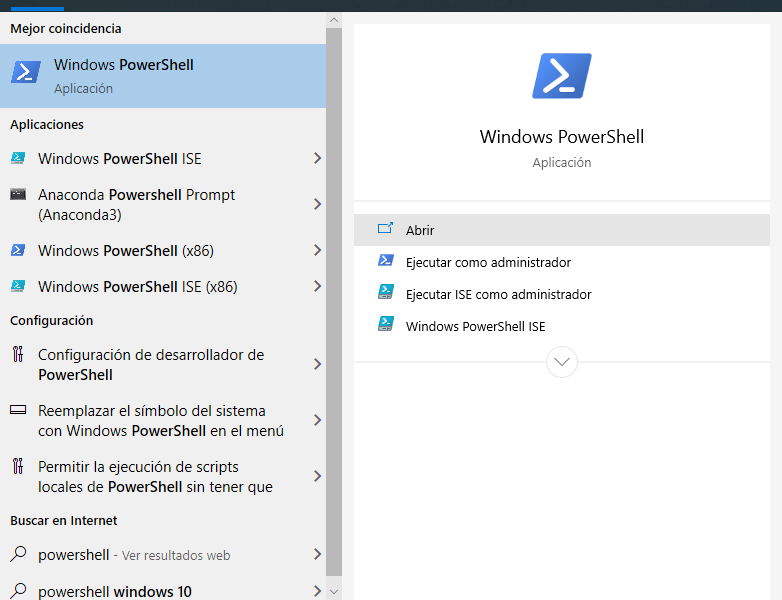 Mejor coincidencia
Windows PowerShell
Aplicación
Aplicaciones
Windows PowerShell ISE
Anaconda Powershell Prompt
(Anaconda3)
Windows PowerShell (x86)
Windows PowerShell ISE (x86)
Configuración
Configuración de desarrollador de
PowerShell
Reemplazar el símbolo del sistema
con Windows PowerShell en el menú
Permitir la ejecución de scripts
locales de PowerShell sin tener que
Buscar en Internet
powershell - Ver resultados web
powershell windows 10
Windows PowerShell
Aplicación
Abrir
Ejecutar como administrador
Ejecutar ISE como administrador
Windows PowerShell ISE